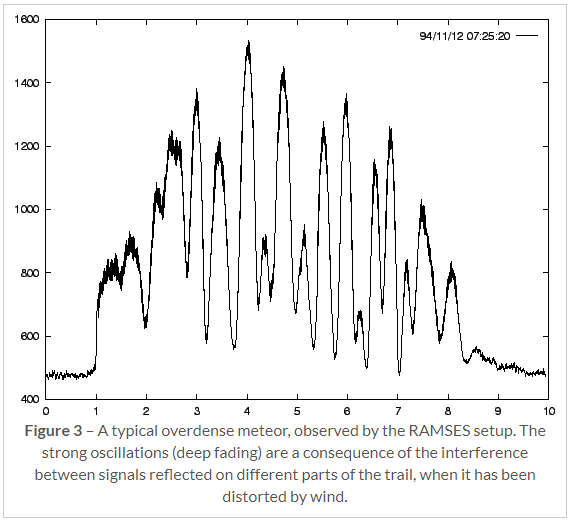 1600
94/11/12 07:25:20
1400
1200
1000
800
600
400
0 1 2 3 4 5 6 7 8 9 10
Figure 3 – A typical overdense meteor, observed by the RAMSES setup. The
strong oscillations (deep fading) are a consequence of the interference
between signals reflected on different parts of the trail, when it has been
distorted by wind.